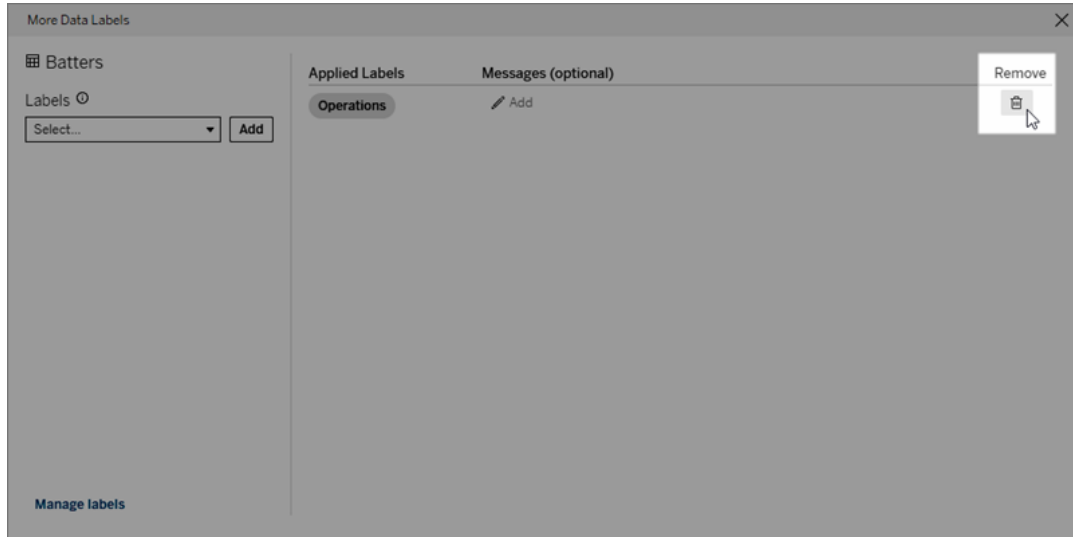 More Data Labels
Batters
Labels
Select...
Add
Manage labels
Applied Labels Messages (optional) Remove
Operations Add